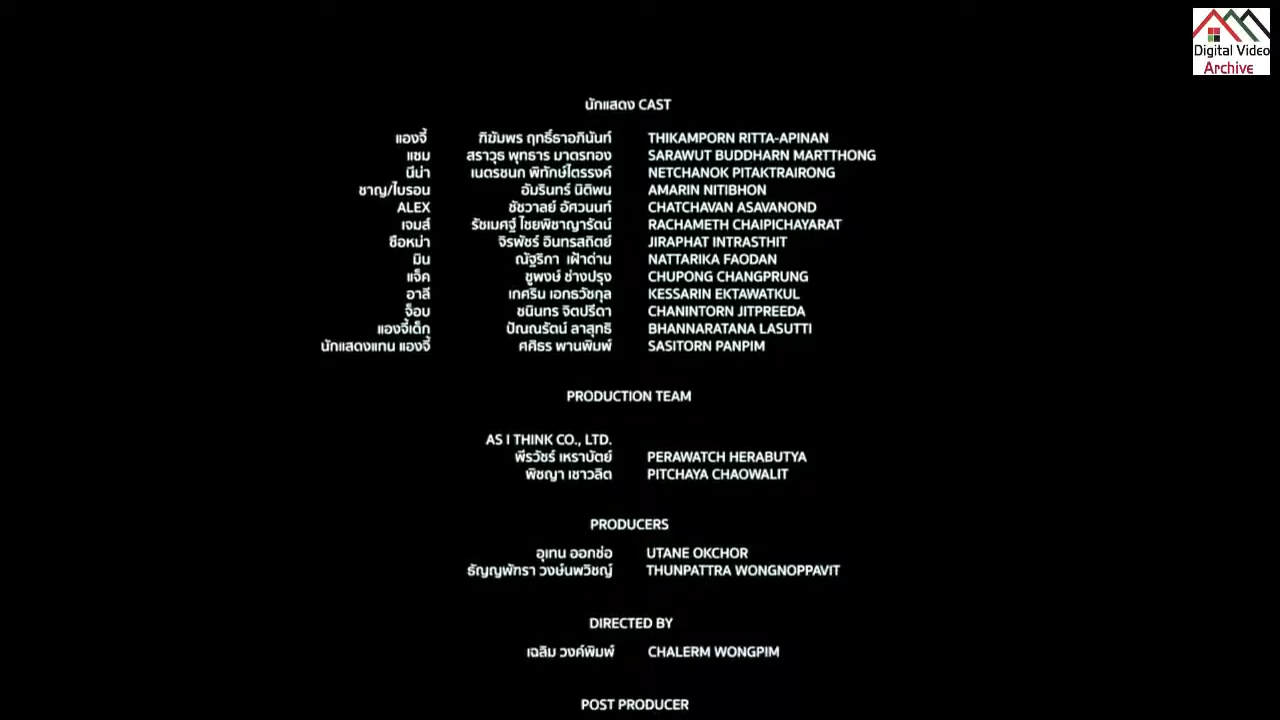 Digital Video
Archive
นักแสดง CAST
แองจี้ ฑิฆัมพร ฤทธิ์ธาอภินันท์ THIKAMPORN RITTA-APINAN
แซม สราวุธ พุทธาร มาตรทอง SARAWUT BUDDHARN MARTTHONG
นีน่า เนตรชนก พิทักษ์ไตรรงค์ NETCHANOK PITAKTRAIRONG
ชาญ/ไบรอน อัมรินทร์ นิติพน AMARIN NITIBHON
ALEX ชัชวาลย์ อัศวนนท์ CHATCHAVAN ASAVANOND
เจมส์ รัชเมศฐ์ ไชยพิชาญารัตน์ RACHAMETH CHAIPICHAYARAT
ซือหม่า จิรพัชร์ อินทรสถิตย์ JIRAPHAT INTRASTHIT
มิน ณัฐริกา เฝ้าด่าน NATTARIKA FAODAN
แจ็ค ชูพงษ์ ช่างปรุง CHUPONG CHANGPRUNG
อาลี เกศริน เอกธวัชกุล KESSARIN EKTAWATKUL
จ็อบ ชนินทร จิตปรีดา CHANINTORN JITPREEDA
แองจี้เด็ก ปัณณรัตน์ ลาสุทธิ BHANNARATANA LASUTTI
นักแสดงแทน แองจี้ ศศิธร พานพิมพ์ SASITORN PANPIM
PRODUCTION TEAM
AS I THINK CO., LTD.
พีรวัชร์ เหราบัตย์ PERAWATCH HERABUTYA
พิชญา เชาวลิต PITCHAYA CHAOWALIT
PRODUCERS
อุเทน ออกช่อ UTANE OKCHOR
ธัญญพัทรา วงษ์นพวิชญ์ THUNPATTRA WONGNOPPAVIT
DIRECTED BY
เฉลิม วงค์พิมพ์ CHALERM WONGPIM
POST PRODUCER